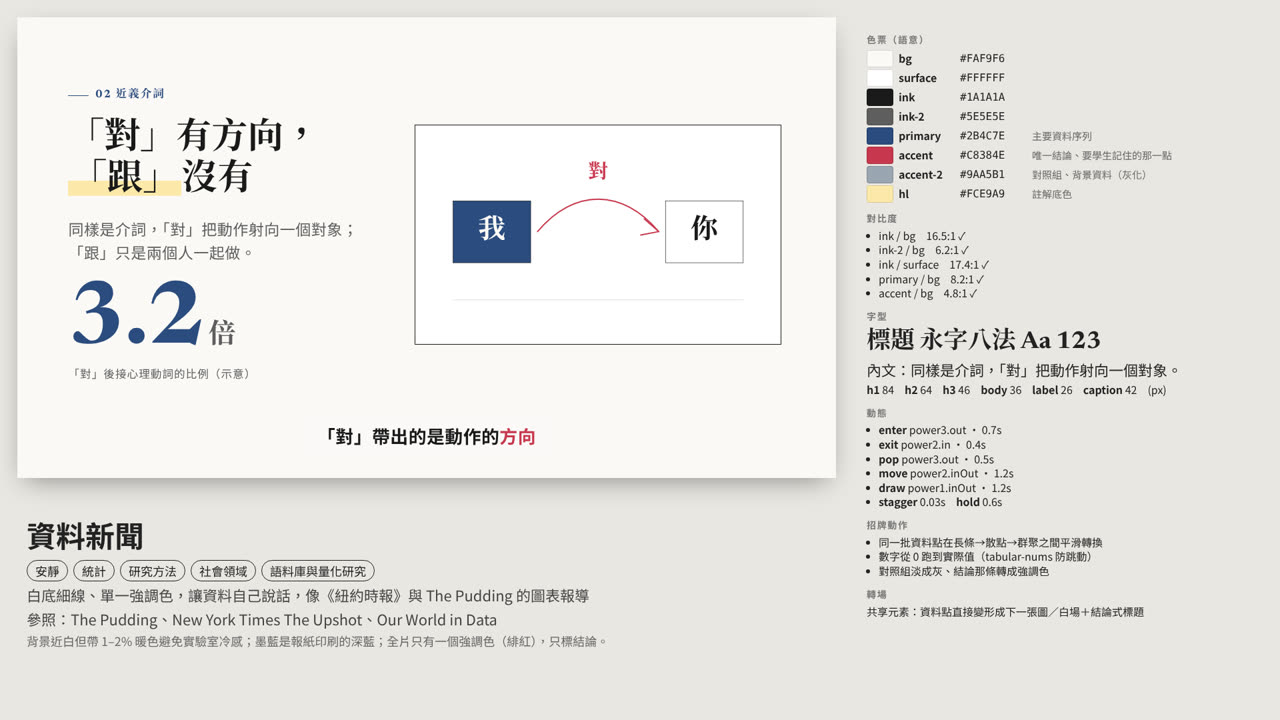 02 近義介詞
「對」有方向，
「跟」沒有
同樣是介詞，「對」把動作射向一個對象；
「跟」只是兩個人一起做。
3.2倍
「對」後接心理動詞的比例（示意）
對
我
你
「對」帶出的是動作的方向
資料新聞
安靜
統計
研究方法
社會領域
語料庫與量化研究
白底細線、單一強調色，讓資料自己說話，像《紐約時報》與 The Pudding 的圖表報導
參照：The Pudding、New York Times The Upshot、Our World in Data
背景近白但帶 1–2% 暖色避免實驗室冷感；墨藍是報紙印刷的深藍；全片只有一個強調色（緋紅），只標結論。
色票（語意）
bg #FAF9F6
surface #FFFFFF
ink #1A1A1A
ink-2 #5E5E5E
primary #2B4C7E 主要資料序列
accent #C8384E 唯一結論、要學生記住的那一點
accent-2 #9AA5B1 對照組、背景資料（灰化）
hl #FCE9A9 註解底色
對比度
ink / bg 16.5:1 ✓
ink-2 / bg 6.2:1 ✓
ink / surface 17.4:1 ✓
primary / bg 8.2:1 ✓
accent / bg 4.8:1 ✓
字型
標題 永字八法 Aa 123
內文：同樣是介詞，「對」把動作射向一個對象。
h1 84 h2 64 h3 46 body 36 label 26 caption 42 (px)
動態
enter power3.out · 0.7s
exit power2.in · 0.4s
pop power3.out · 0.5s
move power2.inOut · 1.2s
draw power1.inOut · 1.2s
stagger 0.03s hold 0.6s
招牌動作
同一批資料點在長條→散點→群聚之間平滑轉換
數字從 0 跑到實際值（tabular-nums 防跳動）
對照組淡成灰、結論那條轉成強調色
轉場
共享元素：資料點直接變形成下一張圖／白場＋結論式標題